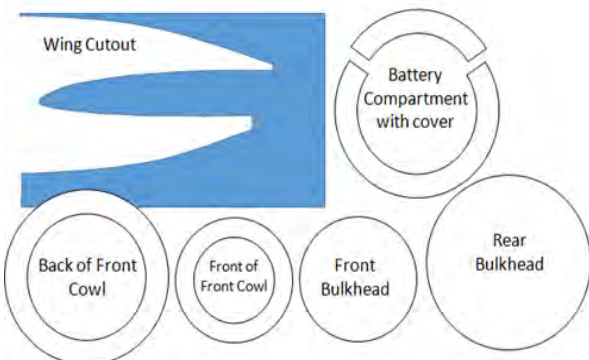 Wing Cutout
Battery
Compartment
with cover
Back of Front
Cowl
Front of
Front Cowl
Front
Bulkhead
Rear
Bulkhead